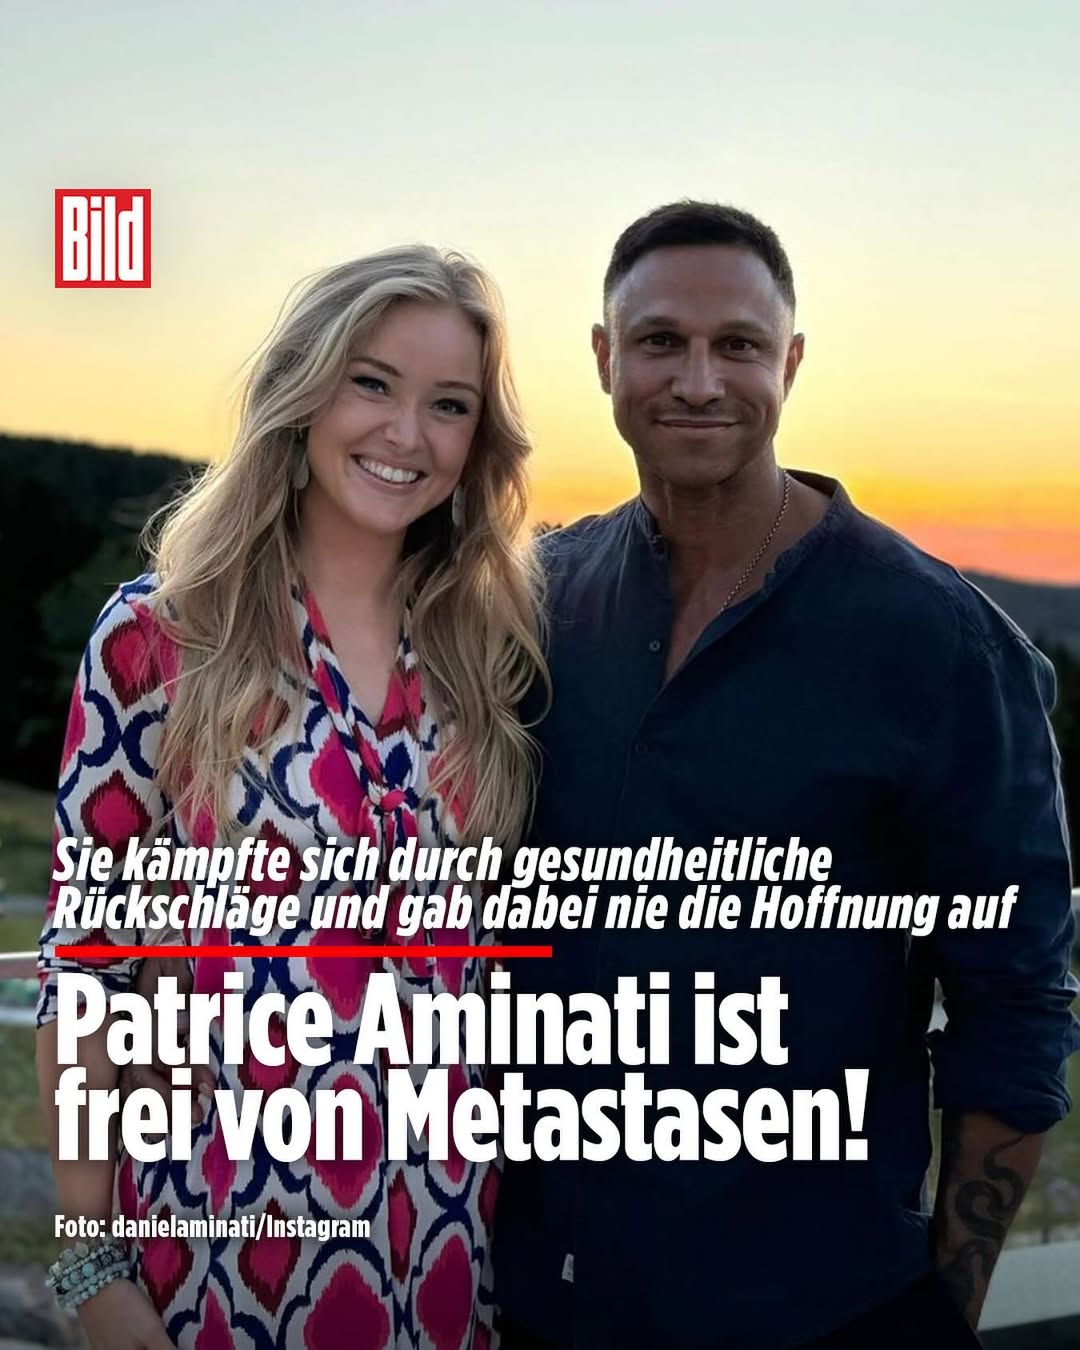 Bild
Sie kämpfte sich durch gesundheitliche
Rückschläge und gab dabei nie die Hoffnung auf
Patrice Aminati ist
frei von Metastasen!
Foto: danielaminati/Instagram